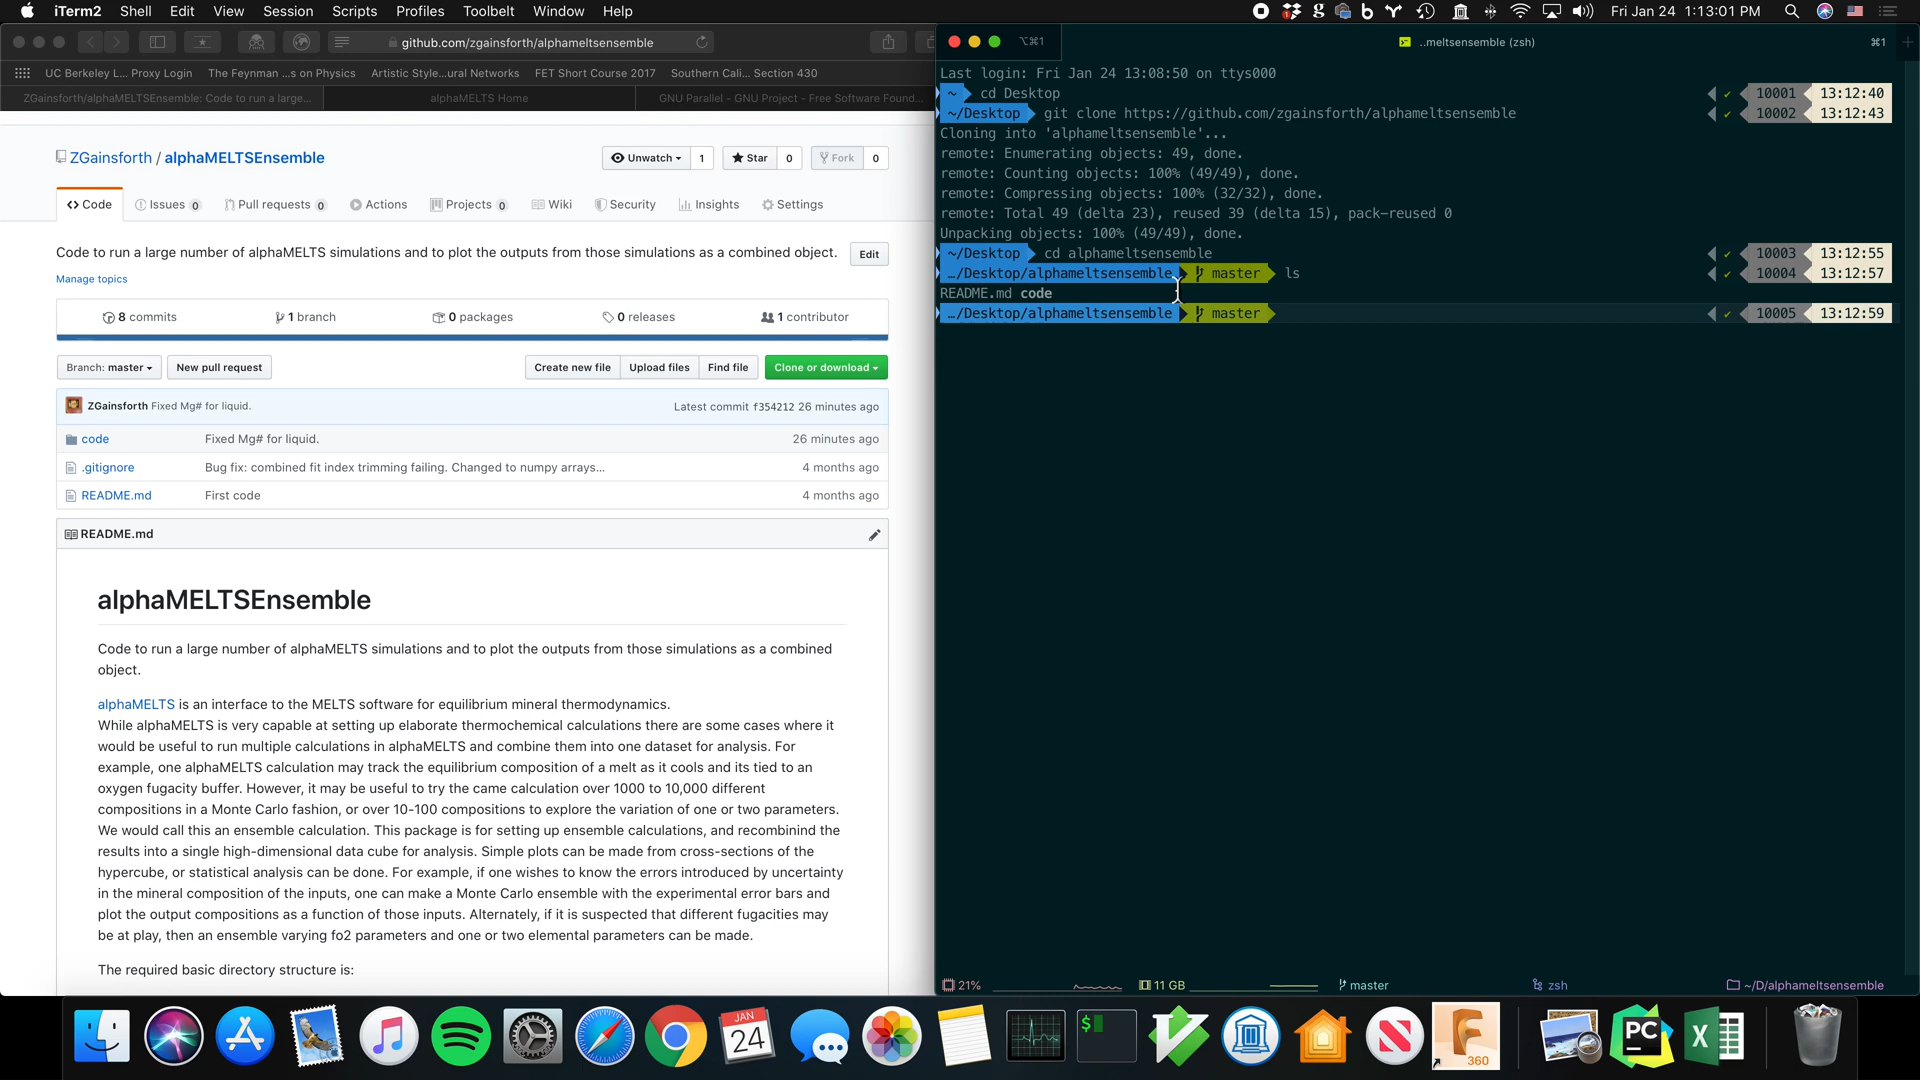 iTerm2 Shell Edit View Session Scripts Profiles Toolbelt Window Help
Fri Jan 24 1:13:01 PM
github.com/zgainsforth/alphameltsensemble
UC Berkeley L... Proxy Login The Feynman ...s on Physics Artistic Style...ural Networks FET Short Course 2017 Southern Cali... Section 430
ZGainsforth/alphaMELTSEnsemble: Code to run a large... alphaMELTS Home GNU Parallel - GNU Project - Free Software Foun...
ZGainsforth / alphaMELTSEnsemble
Unwatch 1 Star 0 Fork 0
Code Issues 0 Pull requests 0 Actions Projects 0 Wiki Security Insights Settings
Code to run a large number of alphaMELTS simulations and to plot the outputs from those simulations as a combined object. Edit
Manage topics
8 commits 1 branch 0 packages 0 releases 1 contributor
Branch: master New pull request Create new file Upload files Find file Clone or download
ZGainsforth Fixed Mg# for liquid. Latest commit f354212 26 minutes ago
code Fixed Mg# for liquid. 26 minutes ago
.gitignore Bug fix: combined fit index trimming failing. Changed to numpy arrays... 4 months ago
README.md First code 4 months ago
README.md
alphaMELTSEnsemble
Code to run a large number of alphaMELTS simulations and to plot the outputs from those simulations as a combined
object.
alphaMELTS is an interface to the MELTS software for equilibrium mineral thermodynamics.
While alphaMELTS is very capable at setting up elaborate thermochemical calculations there are some cases where it
would be useful to run multiple calculations in alphaMELTS and combine them into one dataset for analysis. For
example, one alphaMELTS calculation may track the equilibrium composition of a melt as it cools and its tied to an
oxygen fugacity buffer. However, it may be useful to try the came calculation over 1000 to 10,000 different
compositions in a Monte Carlo fashion, or over 10-100 compositions to explore the variation of one or two parameters.
We would call this an ensemble calculation. This package is for setting up ensemble calculations, and recombinind the
results into a single high-dimensional data cube for analysis. Simple plots can be made from cross-sections of the
hypercube, or statistical analysis can be done. For example, if one wishes to know the errors introduced by uncertainty
in the mineral composition of the inputs, one can make a Monte Carlo ensemble with the experimental error bars and
plot the output compositions as a function of those inputs. Alternately, if it is suspected that different fugacities may
be at play, then an ensemble varying fo2 parameters and one or two elemental parameters can be made.
The required basic directory structure is:
⌥⌘1 ..meltsensemble (zsh) ⌘1
Last login: Fri Jan 24 13:08:50 on ttys000
~ cd Desktop ✓ 10001 13:12:40
~/Desktop git clone https://github.com/zgainsforth/alphameltsensemble ✓ 10002 13:12:43
Cloning into 'alphameltsensemble'...
remote: Enumerating objects: 49, done.
remote: Counting objects: 100% (49/49), done.
remote: Compressing objects: 100% (32/32), done.
remote: Total 49 (delta 23), reused 39 (delta 15), pack-reused 0
Unpacking objects: 100% (49/49), done.
~/Desktop cd alphameltsensemble ✓ 10003 13:12:55
…/Desktop/alphameltsensemble master ls ✓ 10004 13:12:57
README.md code
…/Desktop/alphameltsensemble master ✓ 10005 13:12:59
21% 11 GB master zsh ~/D/alphameltsensemble
JAN
24
$
N
PC
X
360